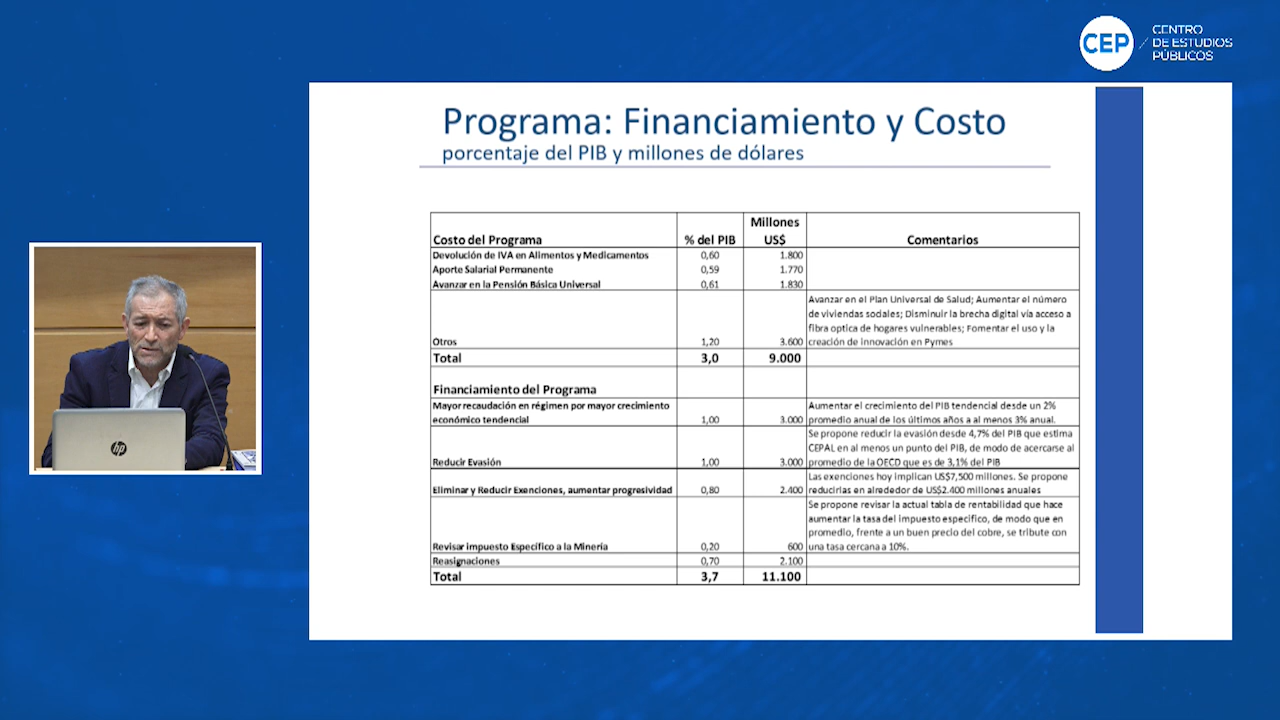 CEP
CENTRO
DE ESTUDIOS
PÚBLICOS
Programa: Financiamiento y Costo
porcentaje del PIB y millones de dólares
Costo del Programa % del PIB Millones US$ Comentarios
Devolución de IVA en Alimentos y Medicamentos 0,60 1.800
Aporte Salarial Permanente 0,59 1.770
Avanzar en la Pensión Básica Universal 0,61 1.830
Avanzar en el Plan Universal de Salud; Aumentar el número
de viviendas sociales; Disminuir la brecha digital vía acceso a
fibra optica de hogares vulnerables; Fomentar el uso y la
Otros 1,20 3.600 creación de innovación en Pymes
Total 3,0 9.000
Financiamiento del Programa
Mayor recaudación en régimen por mayor crecimiento Aumentar el crecimiento del PIB tendencial desde un 2%
económico tendencial 1,00 3.000 promedio anual de los últimos años a al menos 3% anual.
Se propone reducir la evasión desde 4,7% del PIB que estima
CEPAL en al menos un punto del PIB, de modo de acercarse al
Reducir Evasión 1,00 3.000 promedio de la OECD que es de 3,1% del PIB
Las exenciones hoy implican US$7,500 millones. Se propone
Eliminar y Reducir Exenciones, aumentar progresividad 0,80 2.400 reducirlas en alrededor de US$2.400 millones anuales
Se propone revisar la actual tabla de rentabilidad que hace
aumentar la tasa del impuesto especifico, de modo que en
promedio, frente a un buen precio del cobre, se tribute con
Revisar impuesto Específico a la Minería 0,20 600 una tasa cercana a 10%.
Reasignaciones 0,70 2.100
Total 3,7 11.100
hp